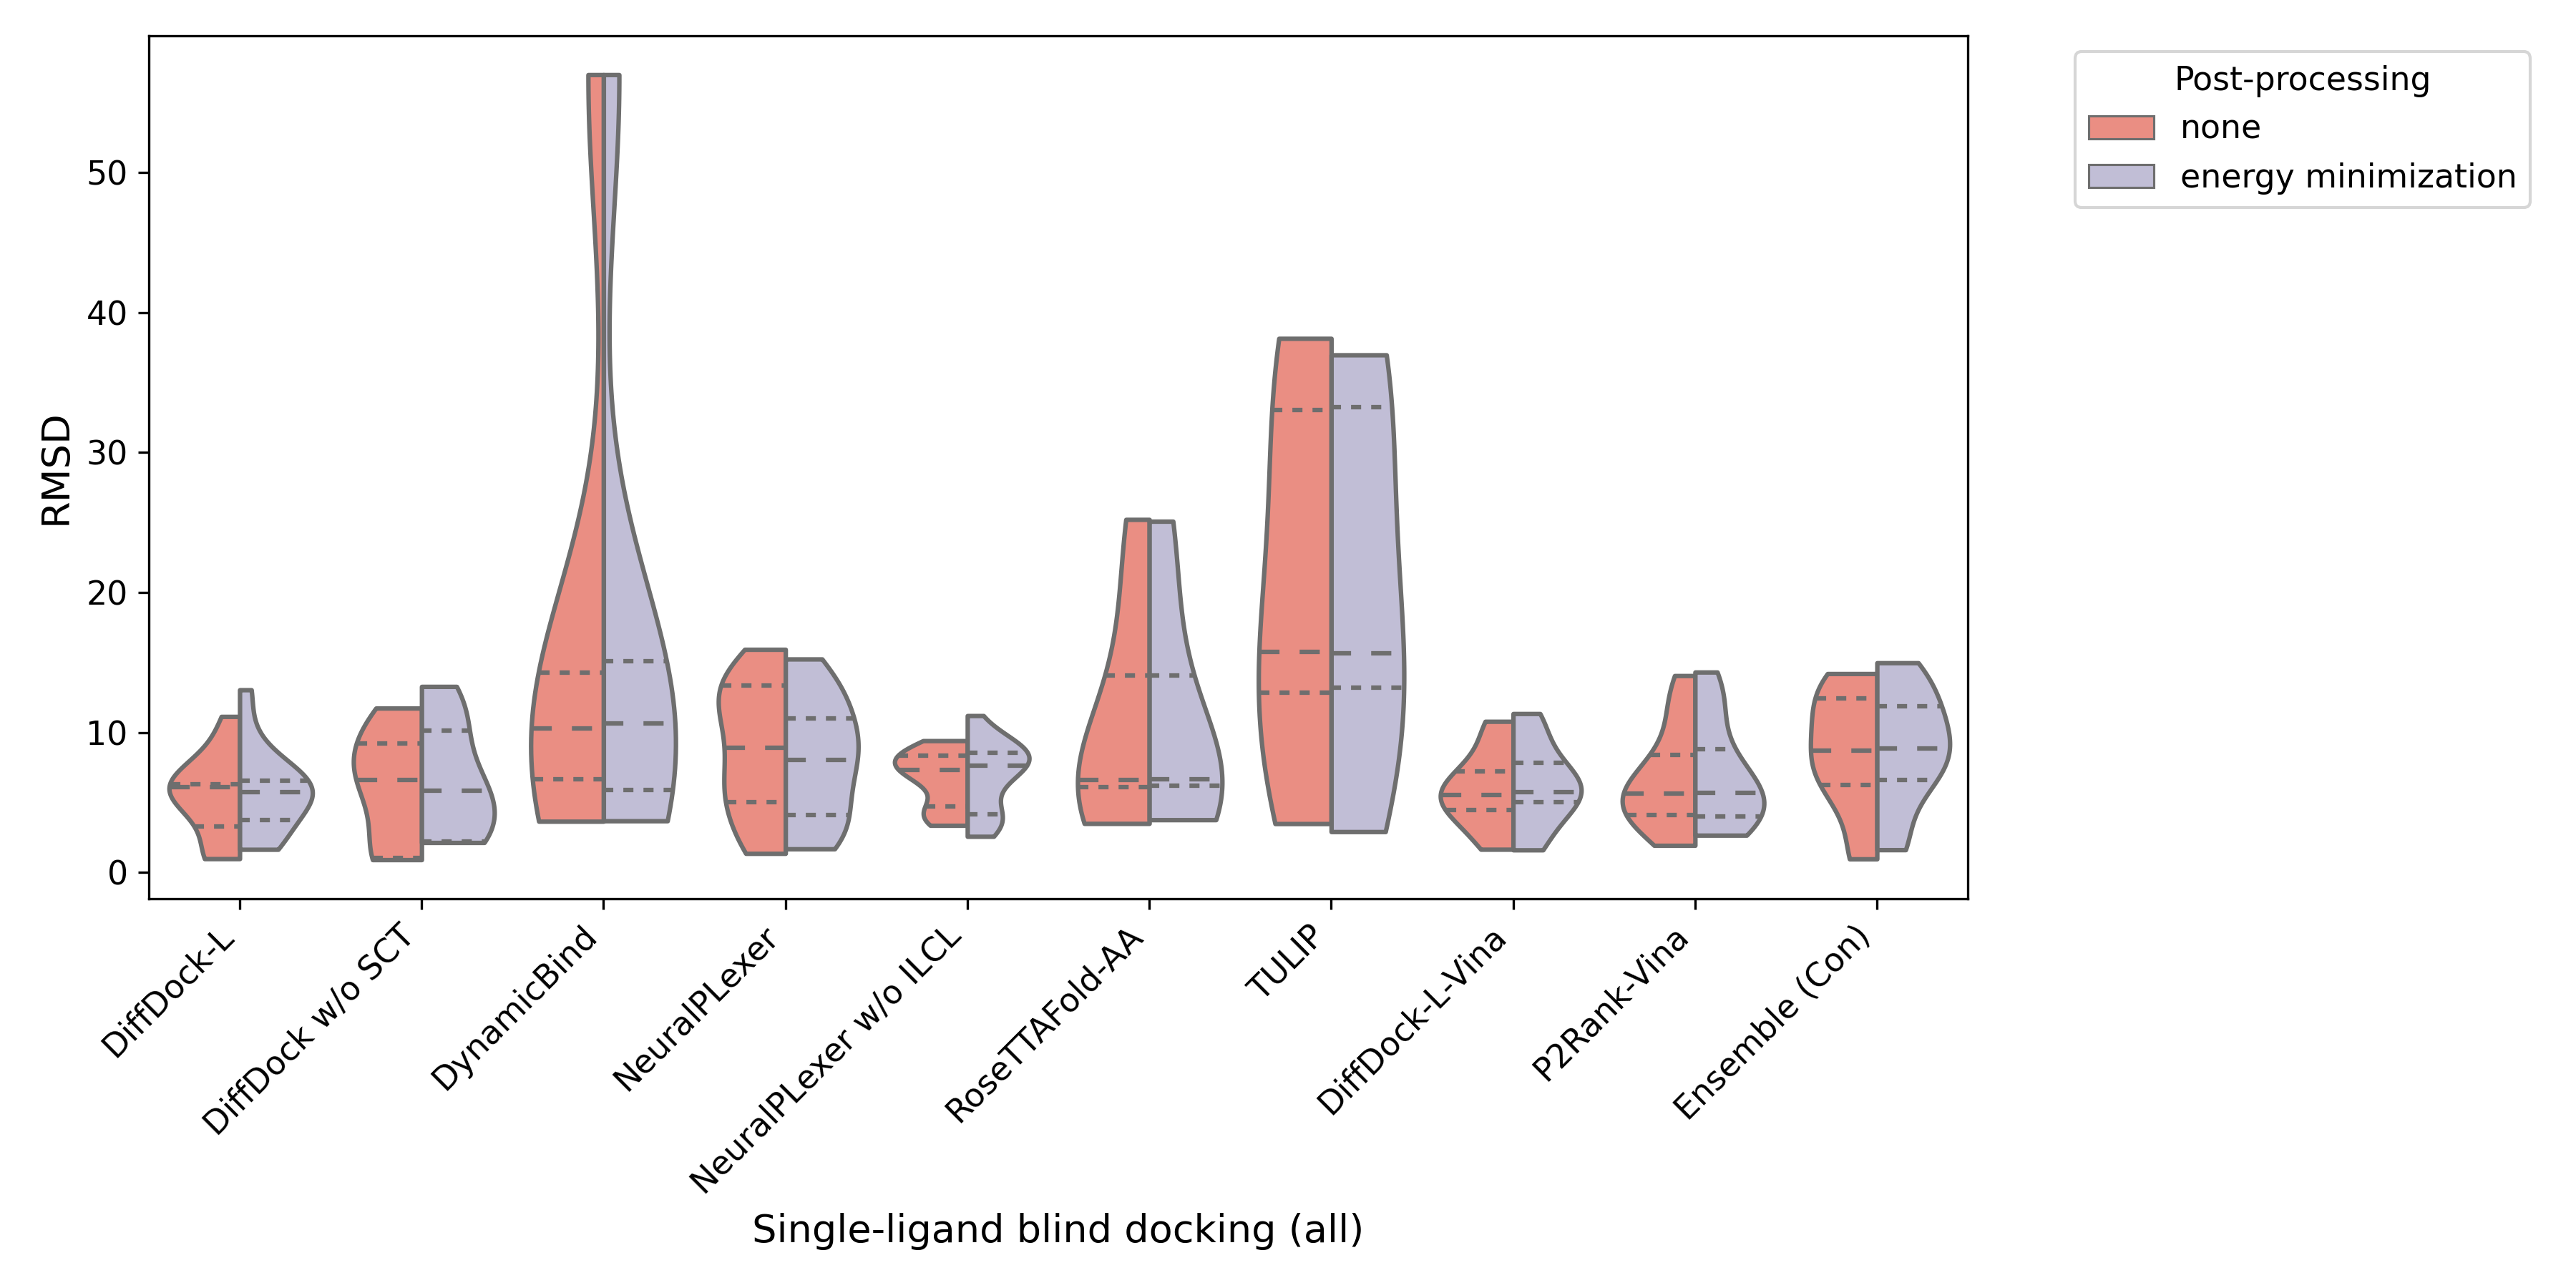 Post-processing
none
energy minimization
RMSD
50
40
30
20
10
0
DiffDock-L
DiffDock w/o SCT
DynamicBind
NeuralPLexer
NeuralPLexer w/o ILCL
RoseTTAFold-AA
TULIP
DiffDock-L-Vina
P2Rank-Vina
Ensemble (Con)
Single-ligand blind docking (all)